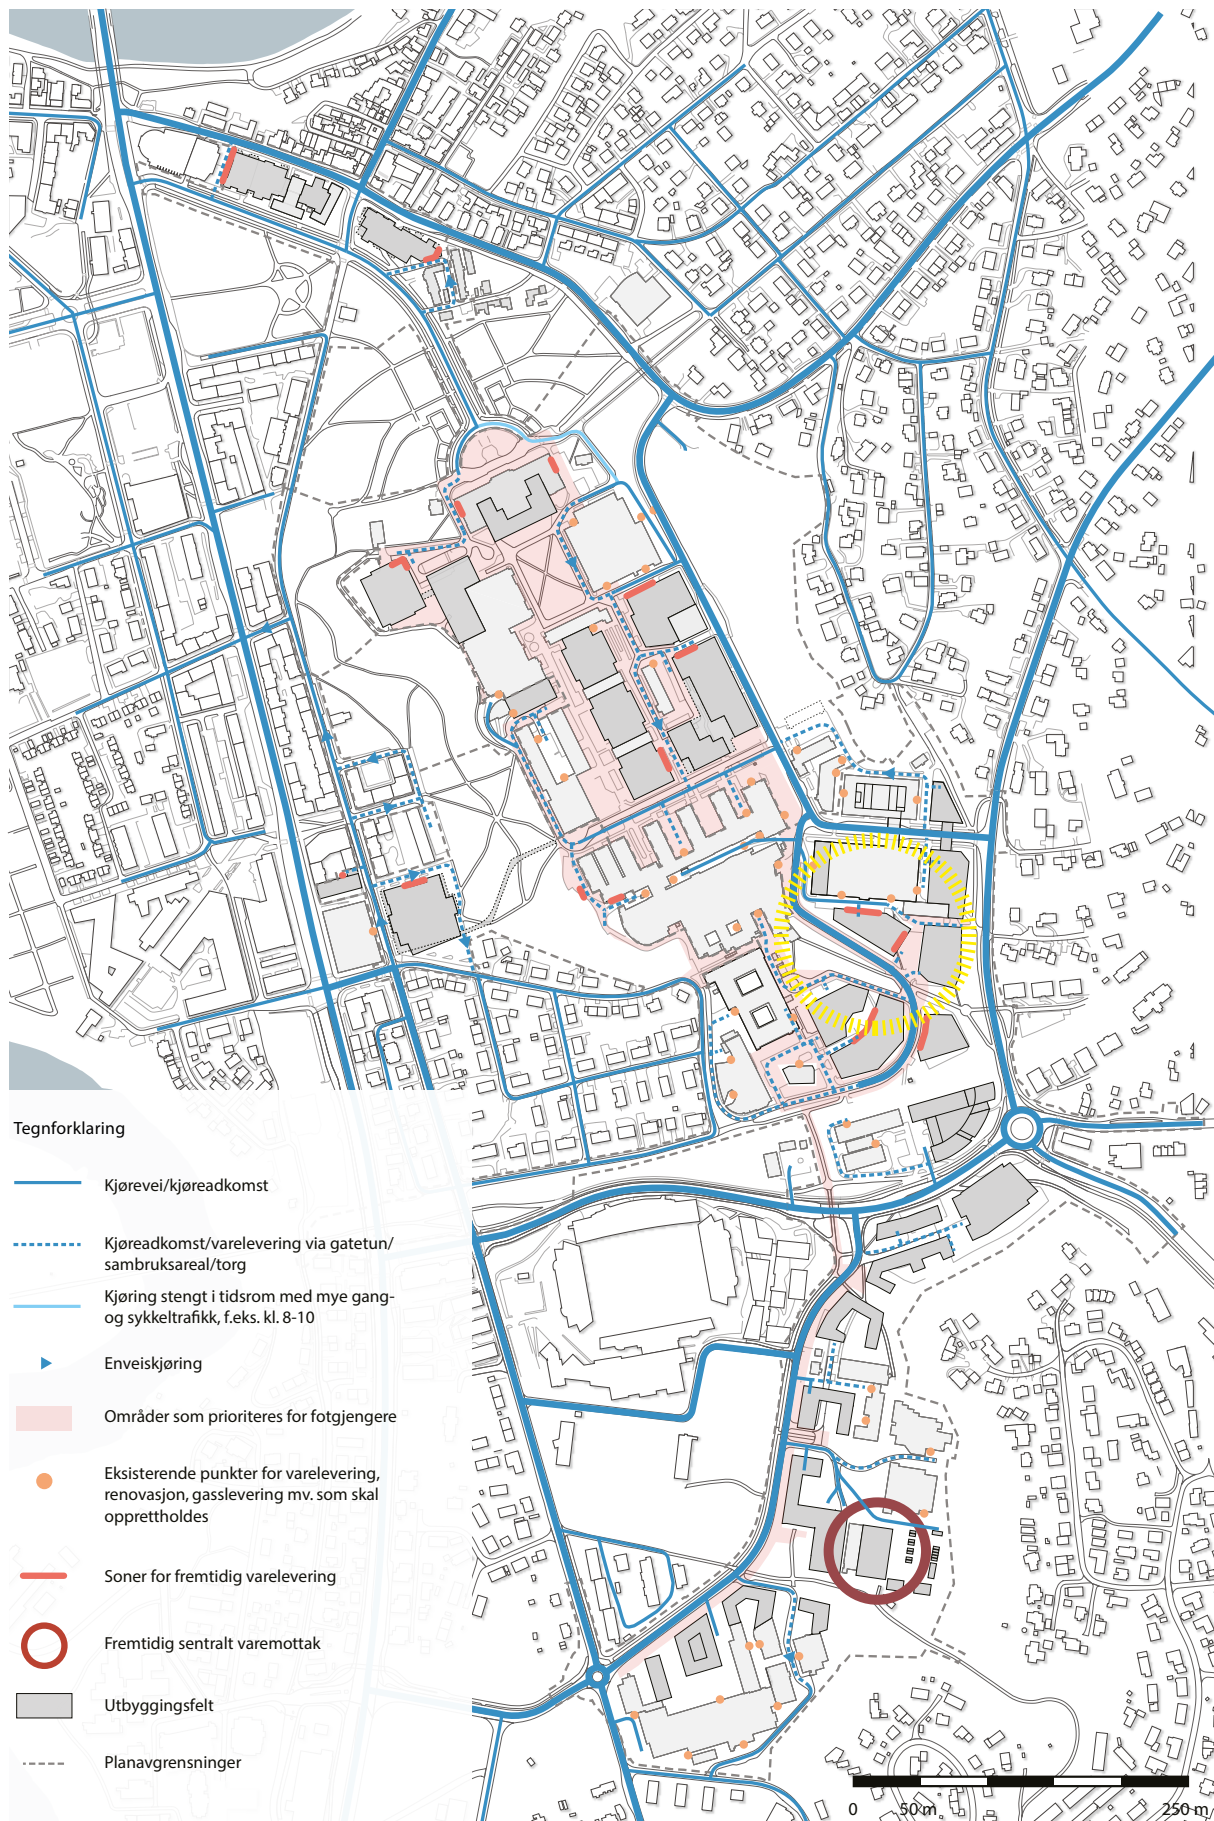 Tegnforklaring
Kjørevei/kjøreadkomst
Kjøreadkomst/varelevering via gatetun/
sambruksareal/torg
Kjøring stengt i tidsrom med mye gang-
og sykkeltrafikk, f.eks. kl. 8-10
Enveiskjøring
Områder som prioriteres for fotgjengere
Eksisterende punkter for varelevering,
renovasjon, gasslevering mv. som skal
opprettholdes
Soner for fremtidig varelevering
Fremtidig sentralt varemottak
Utbyggingsfelt
Planavgrensninger
0 50 m 250 m